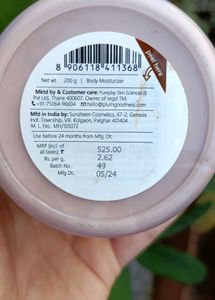 peel here
8 906118 411368
Net. 200 g | Body Moisturizer
Mktd by & Customer care: Pureplay Skin Sciences (I)
Pvt Ltd, Thane 400607. Owner of regd TM.
+91-75064-96604 hello@plumgoodness.com
Mfd in India by: Sunsheen Cosmetics, 67-2, Genesis
Ind. Township, Vill. Kolgaon, Palghar 401404.
M. L. No.: MH/105072
Use before 24 months from Mfg. Dt.
MRP (incl. of
all taxes): ₹ 525.00
Rs. per g. 2.62
Batch No. 49
Mfg. Dt. 05/24